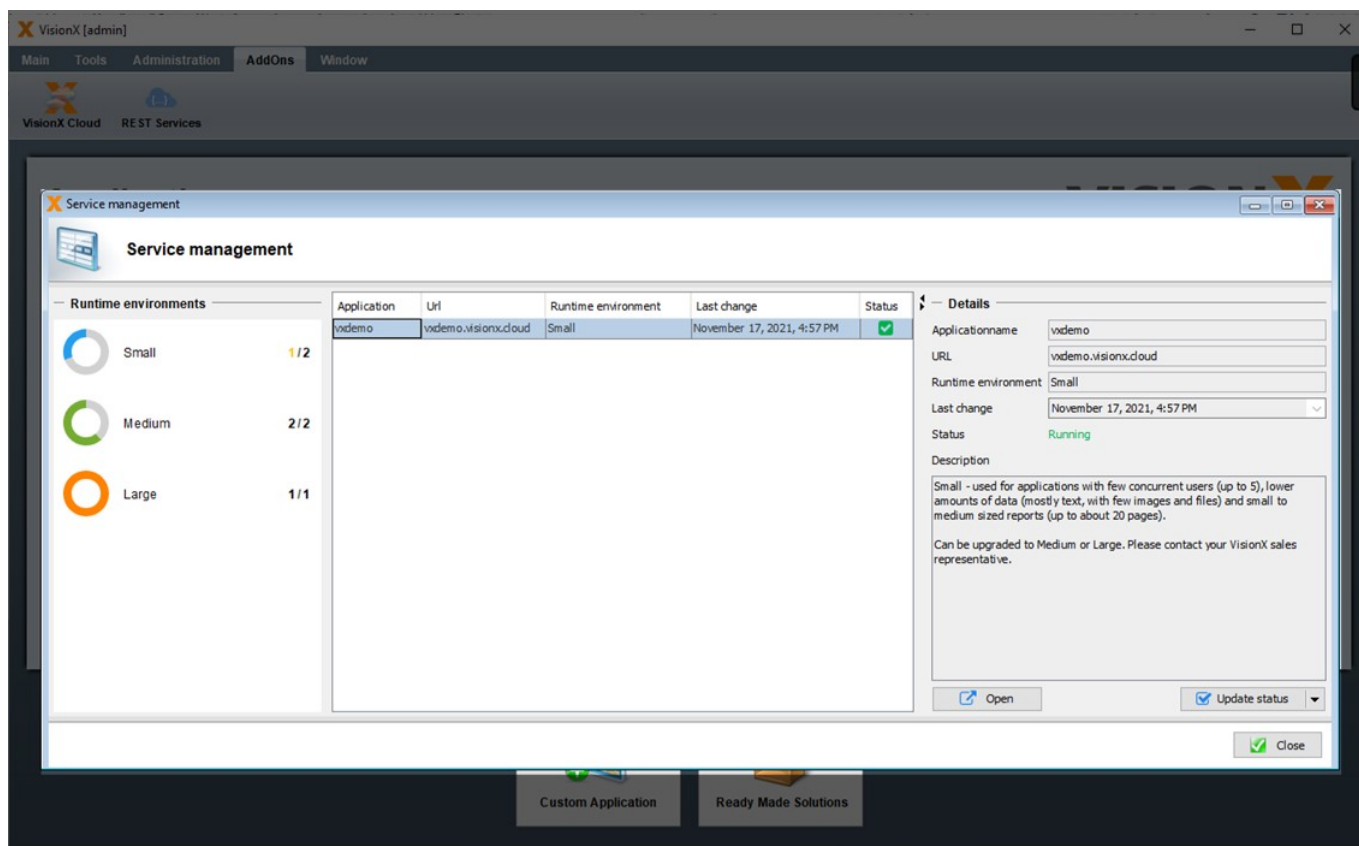 VisionX [admin]
Main Tools Administration AddOns Window
VisionX Cloud REST Services
Service management
Service management
Runtime environments
Small 1/2
Medium 2/2
Large 1/1
Application Url Runtime environment Last change Status
vxdemo vxdemo.visionx.cloud Small November 17, 2021, 4:57 PM
Details
Applicationname vxdemo
URL vxdemo.visionx.cloud
Runtime environment Small
Last change November 17, 2021, 4:57 PM
Status Running
Description
Small - used for applications with few concurrent users (up to 5), lower
amounts of data (mostly text, with few images and files) and small to
medium sized reports (up to about 20 pages).
Can be upgraded to Medium or Large. Please contact your VisionX sales
representative.
Open Update status
Close
Custom Application Ready Made Solutions